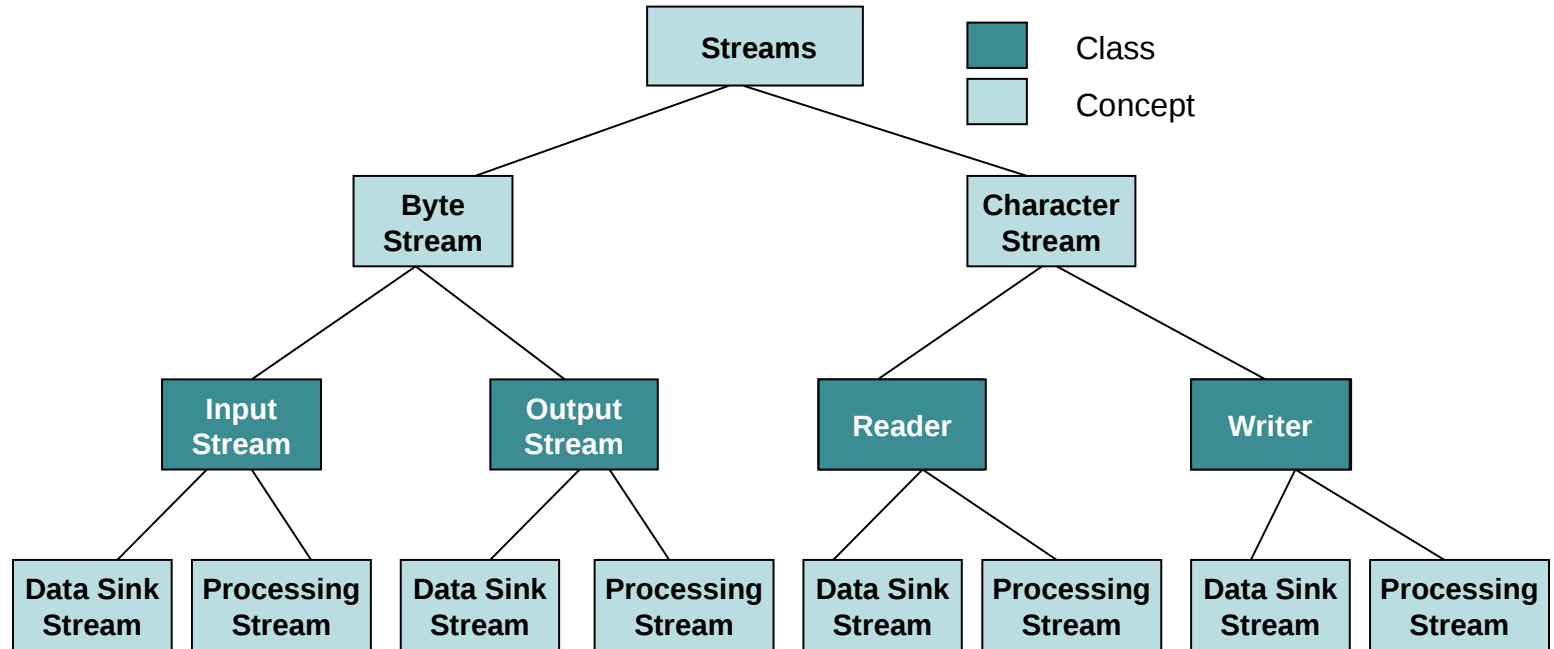 Streams
Class
Concept
Byte
Stream
Character
Stream
Input
Stream
Output
Stream
Reader
Writer
Data Sink
Stream
Processing
Stream
Data Sink
Stream
Processing
Stream
Data Sink
Stream
Processing
Stream
Data Sink
Stream
Processing
Stream